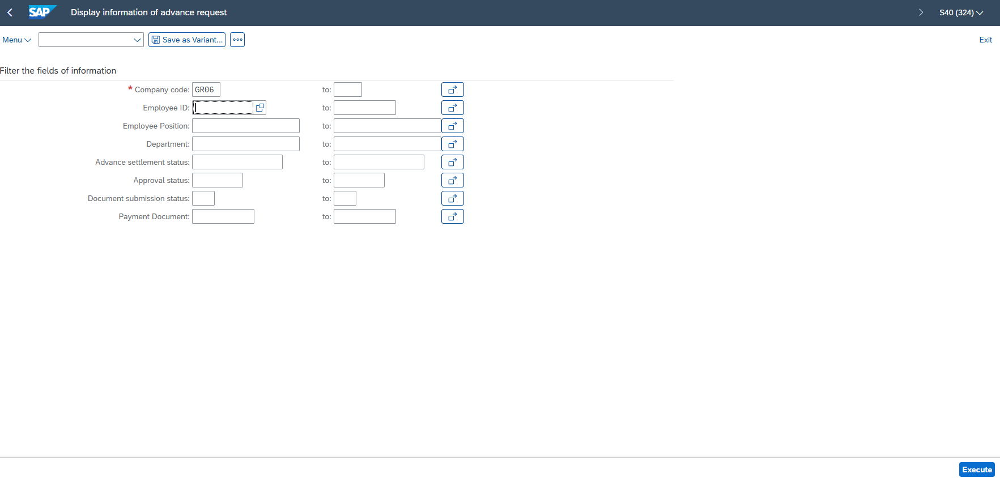 SAP Display information of advance request S40 (324)
Menu Save as Variant... Exit
Filter the fields of information
* Company code: GR06 to:
Employee ID: to:
Employee Position: to:
Department: to:
Advance settlement status: to:
Approval status: to:
Document submission status: to:
Payment Document: to:
Execute